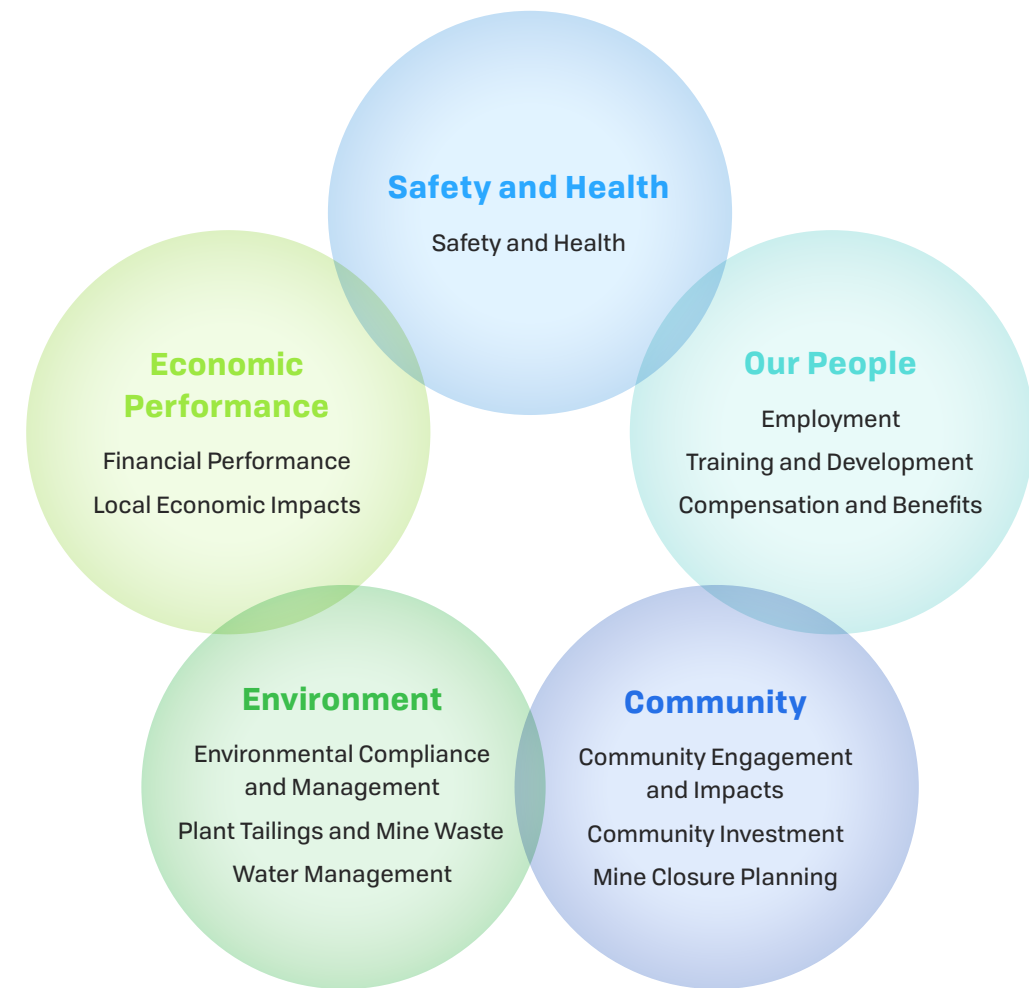 Safety and Health
Safety and Health
Economic
Performance
Financial Performance
Local Economic Impacts
Our People
Employment
Training and Development
Compensation and Benefits
Environment
Environmental Compliance
and Management
Plant Tailings and Mine Waste
Water Management
Community
Community Engagement
and Impacts
Community Investment
Mine Closure Planning